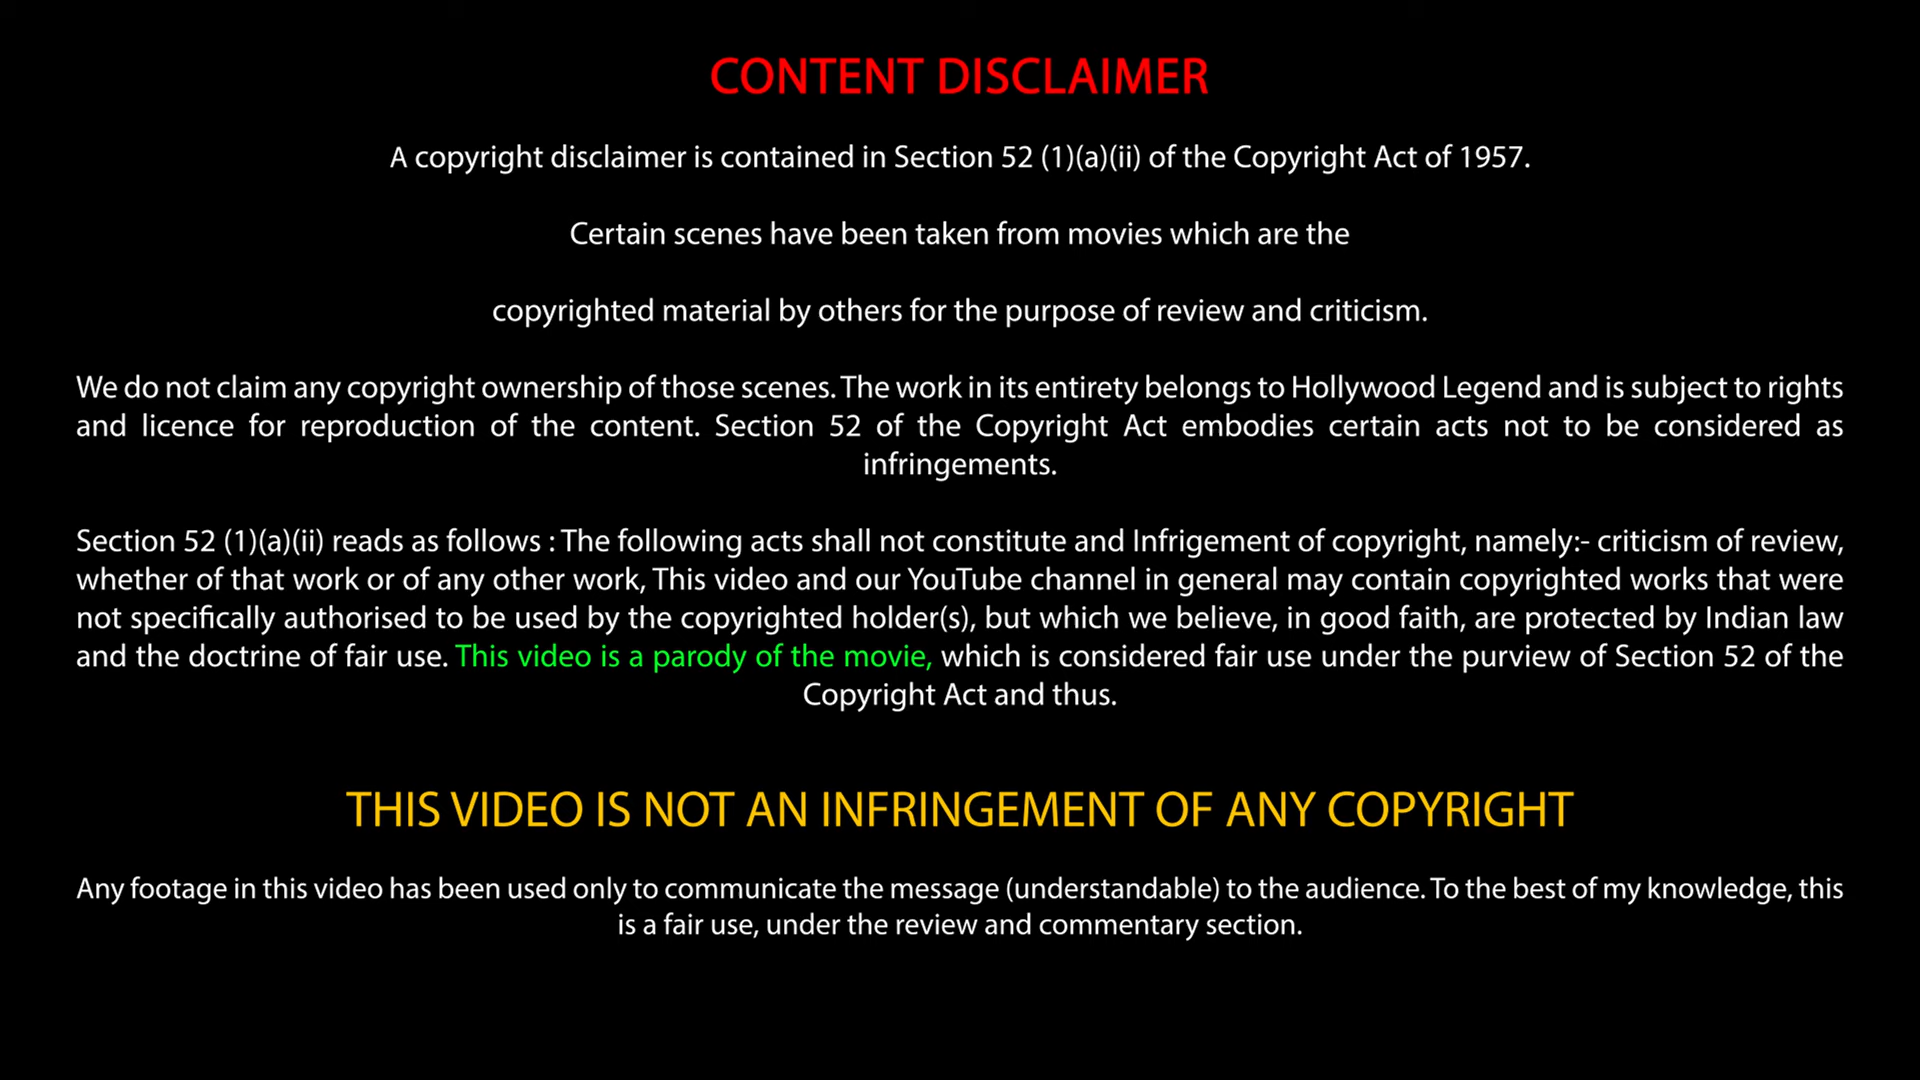 CONTENT DISCLAIMER
A copyright disclaimer is contained in Section 52 (1)(a)(ii) of the Copyright Act of 1957.
Certain scenes have been taken from movies which are the
copyrighted material by others for the purpose of review and criticism.
We do not claim any copyright ownership of those scenes. The work in its entirety belongs to Hollywood Legend and is subject to rights
and licence for reproduction of the content. Section 52 of the Copyright Act embodies certain acts not to be considered as
infringements.
Section 52 (1)(a)(ii) reads as follows : The following acts shall not constitute and Infrigement of copyright, namely:- criticism of review,
whether of that work or of any other work, This video and our YouTube channel in general may contain copyrighted works that were
not specifically authorised to be used by the copyrighted holder(s), but which we believe, in good faith, are protected by Indian law
and the doctrine of fair use. This video is a parody of the movie, which is considered fair use under the purview of Section 52 of the
Copyright Act and thus.
THIS VIDEO IS NOT AN INFRINGEMENT OF ANY COPYRIGHT
Any footage in this video has been used only to communicate the message (understandable) to the audience. To the best of my knowledge, this
is a fair use, under the review and commentary section.